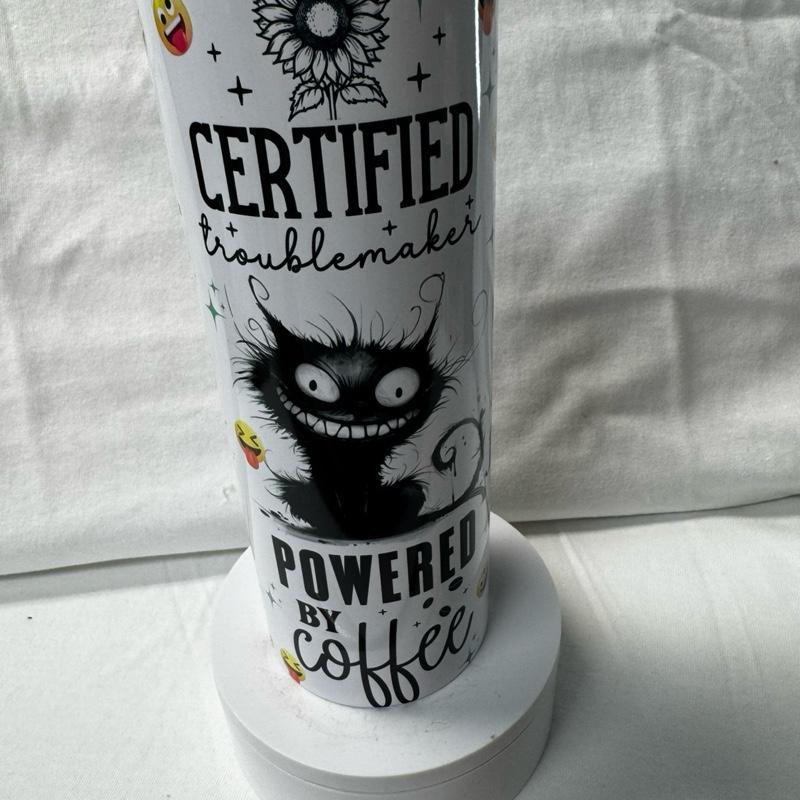 CERTIFIED
troublemaker
POWERED
BY
coffee